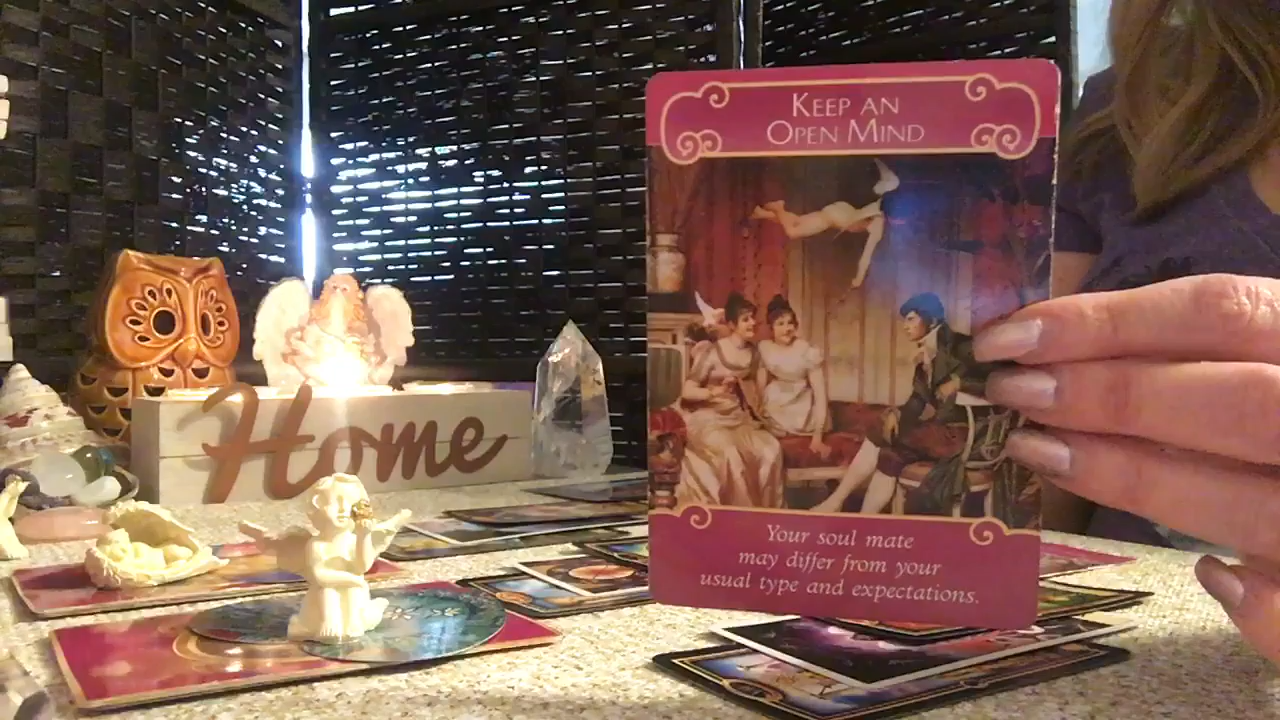 KEEP AN
OPEN MIND
Your soul mate
may differ from your
usual type and expectations.
Home